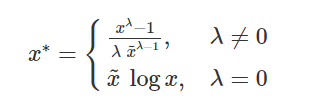 x* = { (x^λ − 1) / (λ x̃^(λ−1)), λ ≠ 0
x̃ log x, λ = 0